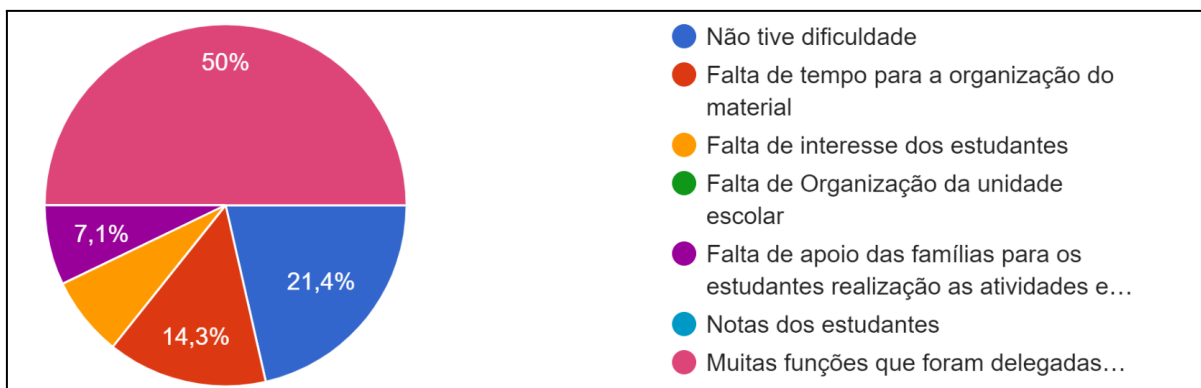 50%
7,1%
21,4%
14,3%
Não tive dificuldade
Falta de tempo para a organização do
material
Falta de interesse dos estudantes
Falta de Organização da unidade
escolar
Falta de apoio das famílias para os
estudantes realização as atividades e…
Notas dos estudantes
Muitas funções que foram delegadas…